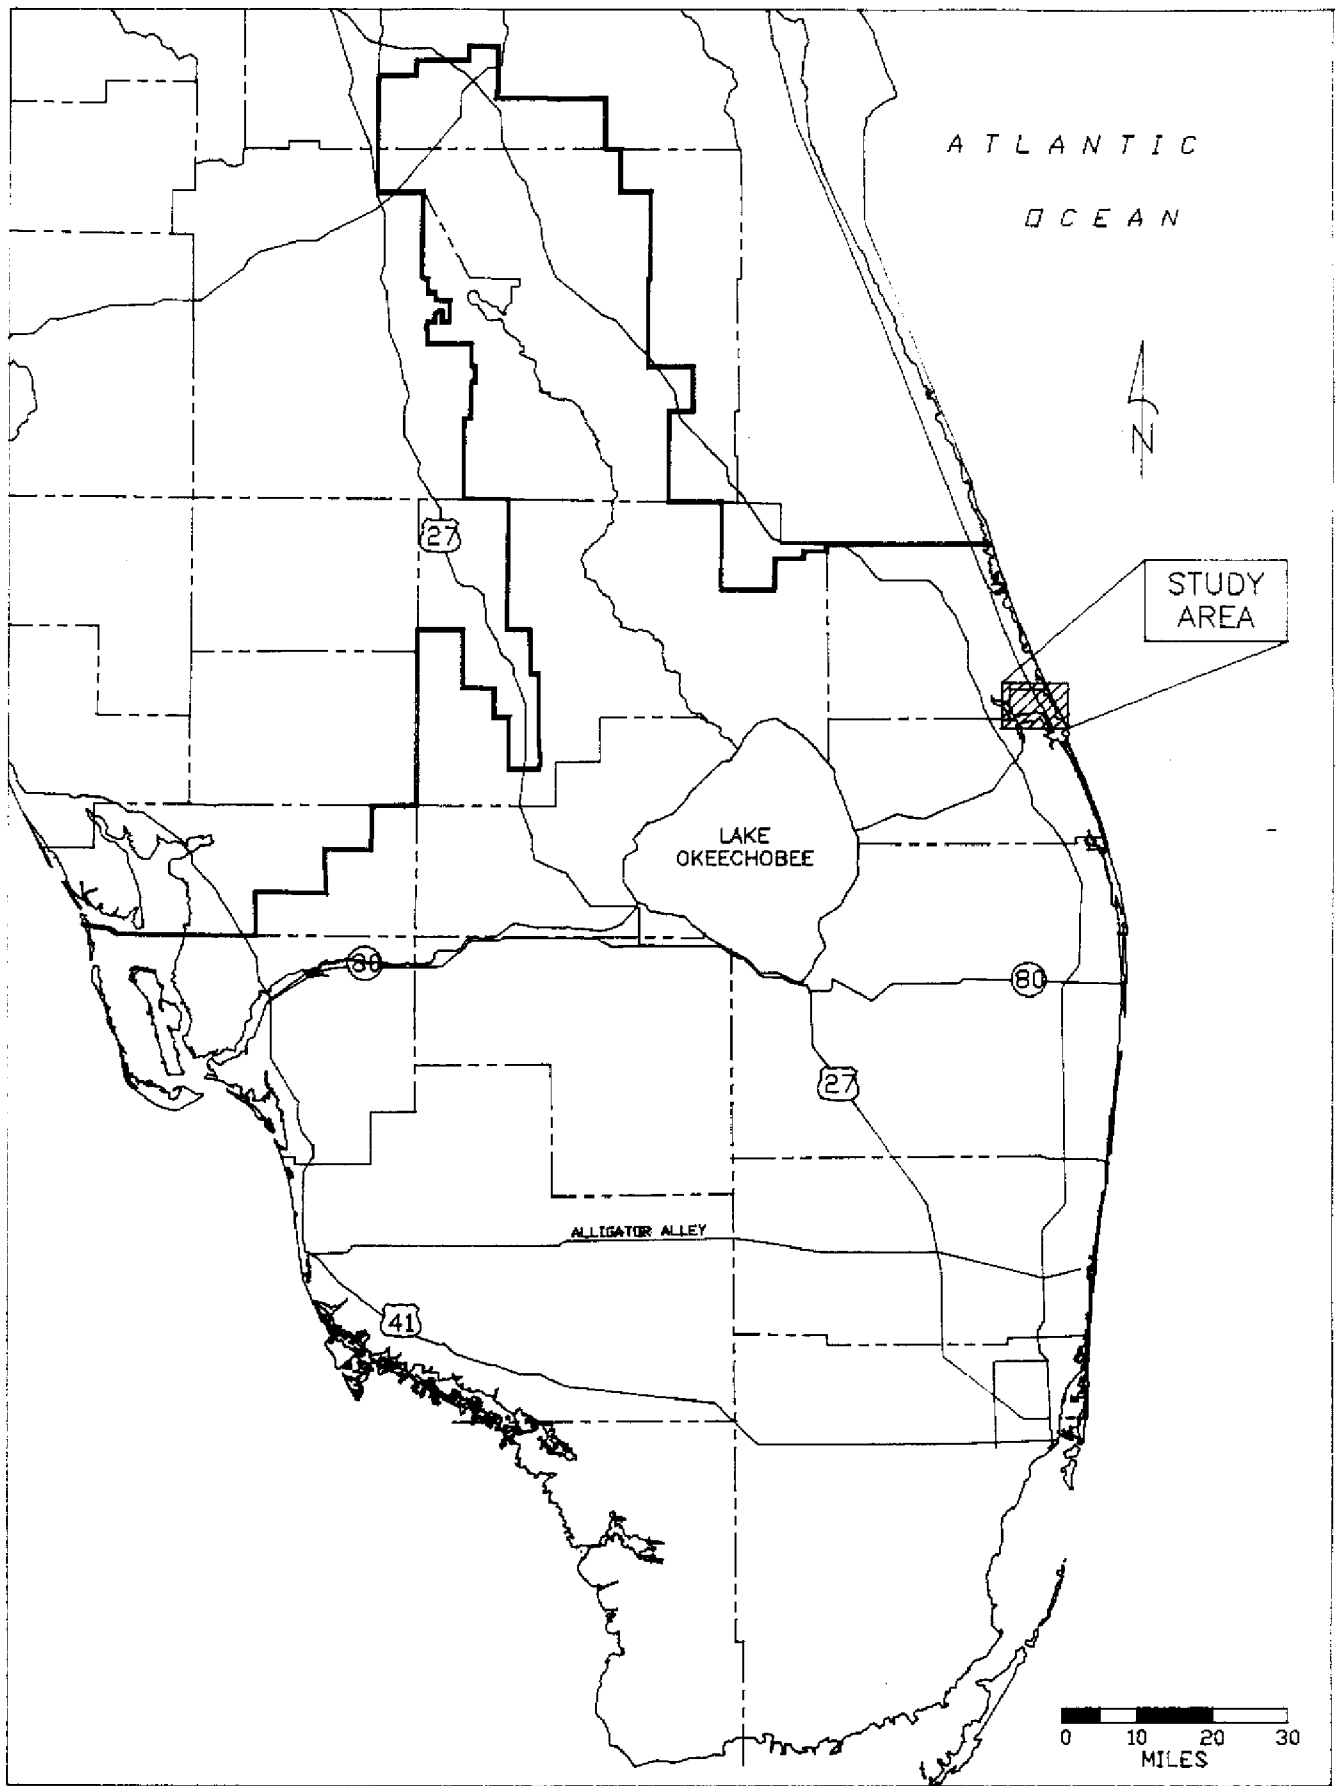 ATLANTIC
OCEAN
N
27
STUDY
AREA
LAKE
OKEECHOBEE
80
80
27
ALLIGATOR ALLEY
41
0 10 20 30
MILES